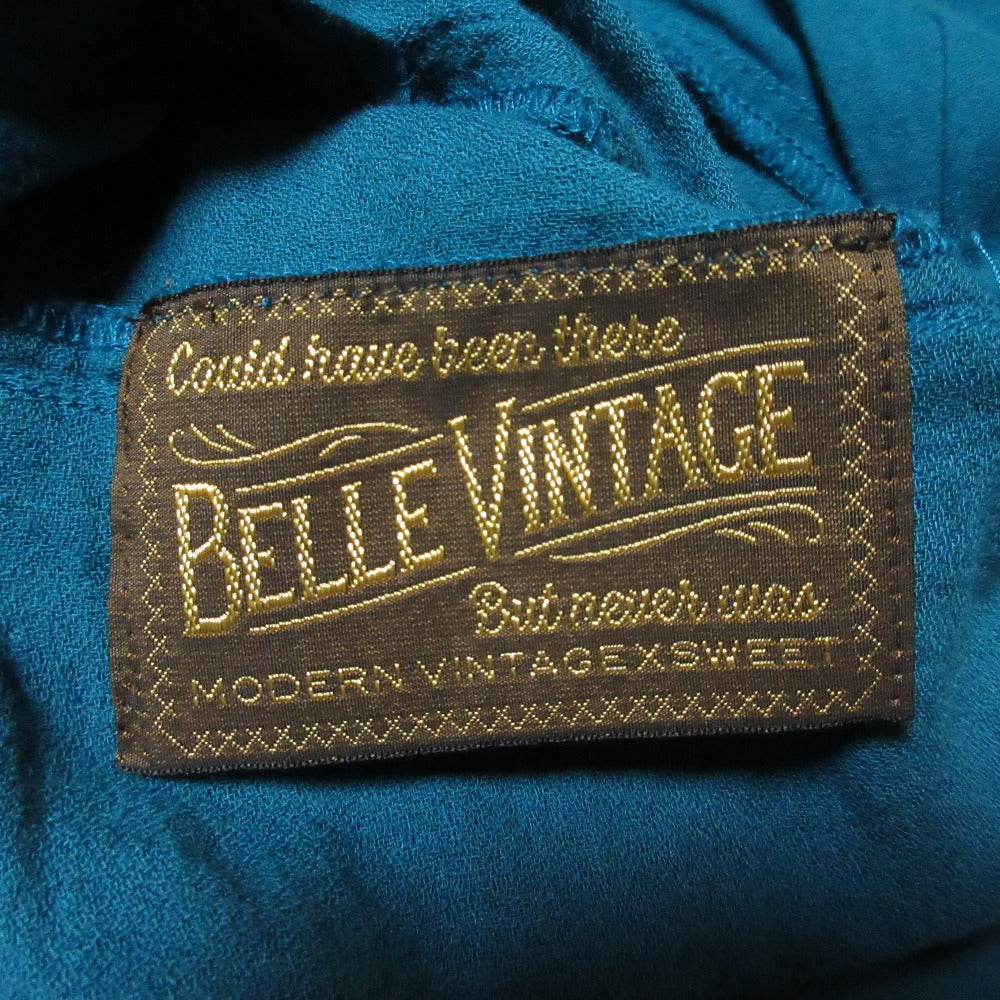 Could have been there
BELLE VINTAGE
But never was
MODERN VINTAGEXSWEET